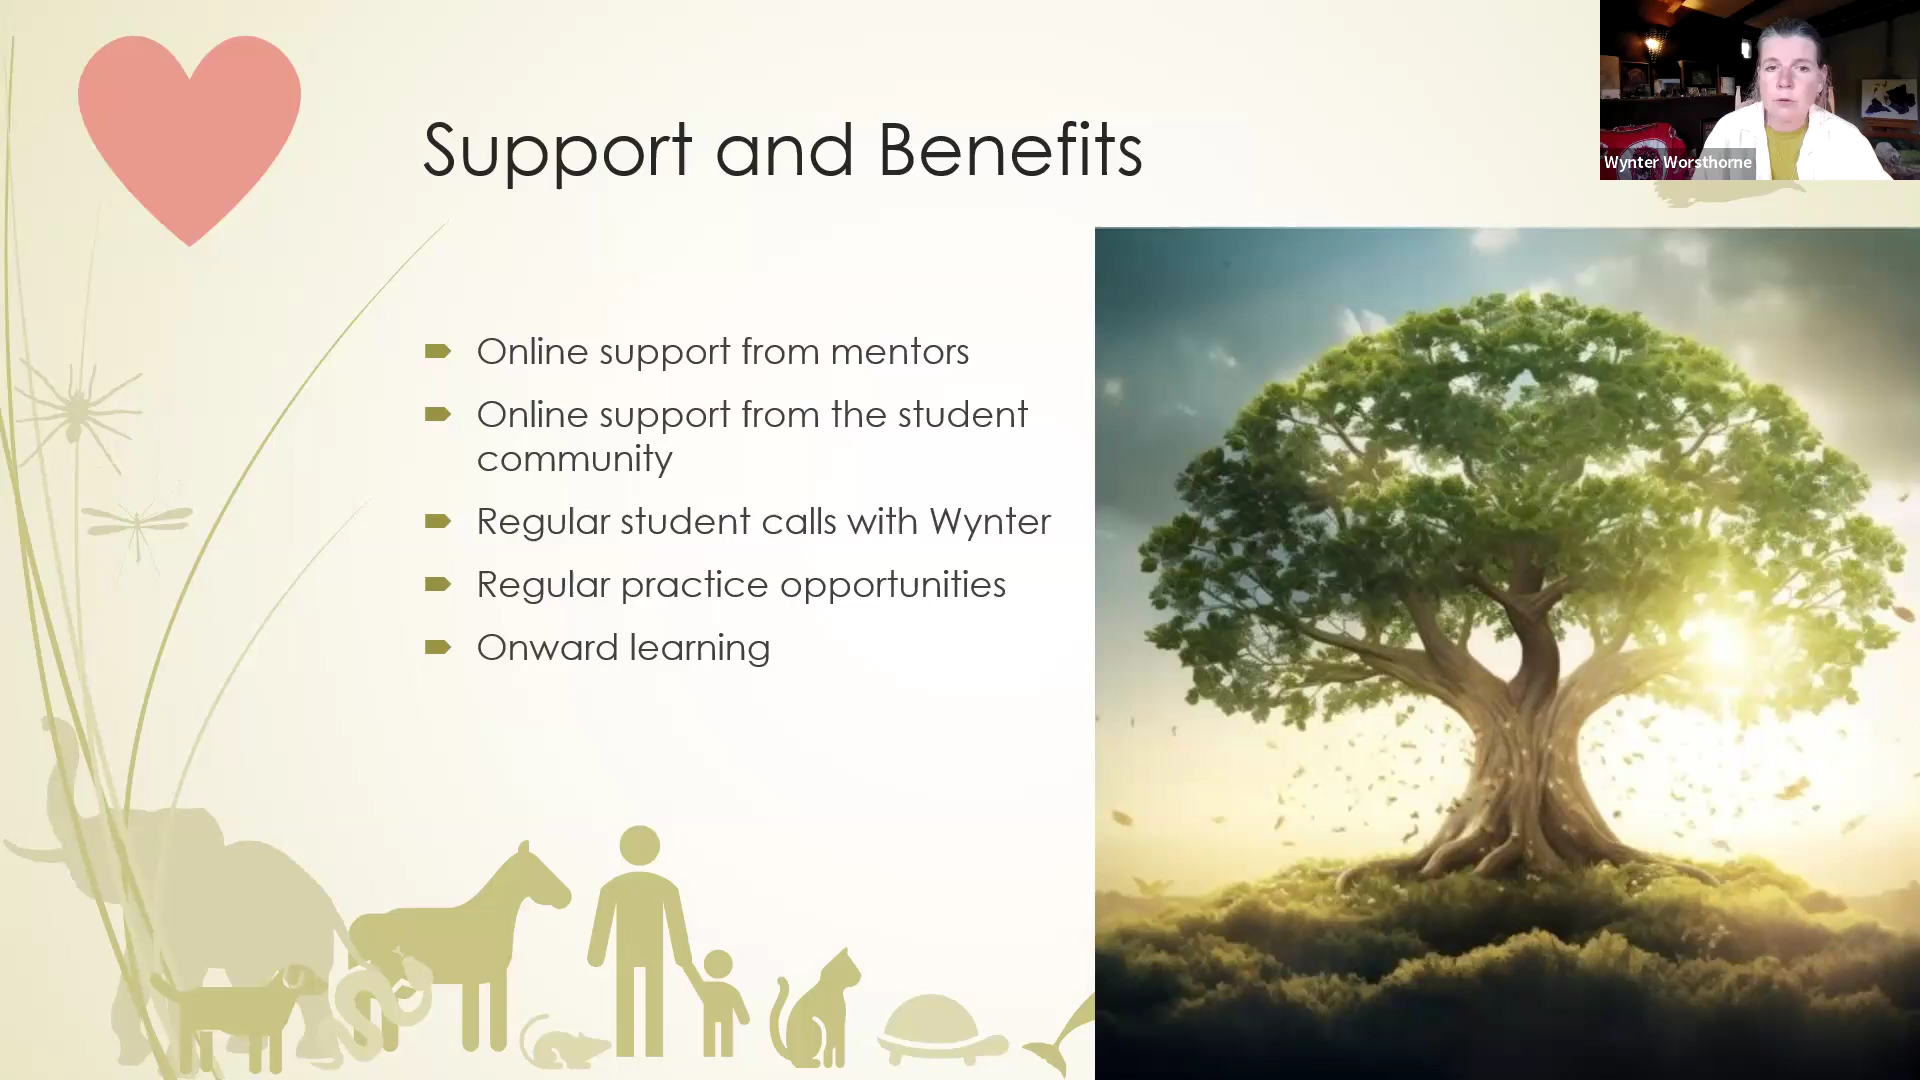 Support and Benefits
Wynter Worsthorne
Online support from mentors
Online support from the student
community
Regular student calls with Wynter
Regular practice opportunities
Onward learning